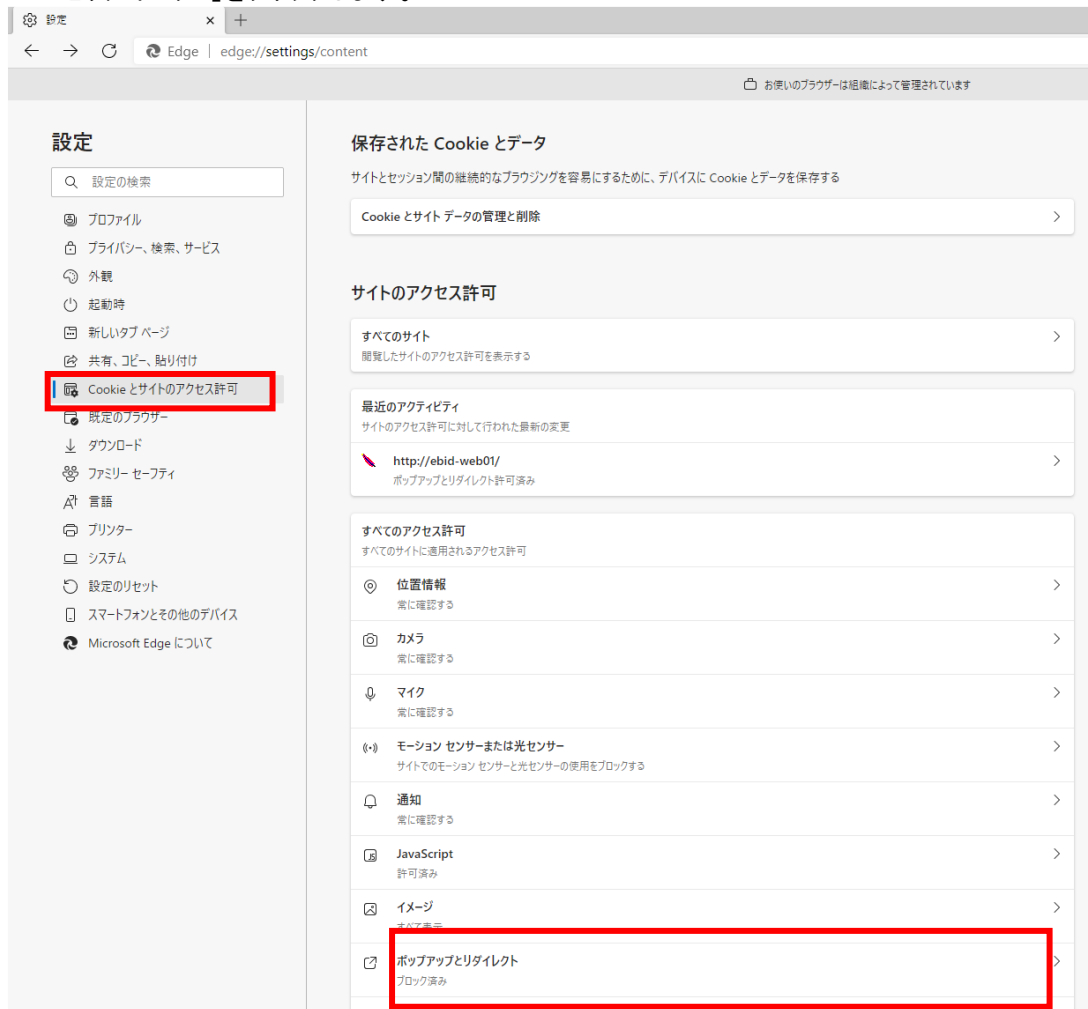 設定
Edge | edge://settings/content
お使いのブラウザーは組織によって管理されています
設定
設定の検索
プロファイル
プライバシー、検索、サービス
外観
起動時
新しいタブ ページ
共有、コピー、貼り付け
Cookie とサイトのアクセス許可
既定のブラウザー
ダウンロード
ファミリー セーフティ
言語
プリンター
システム
設定のリセット
スマートフォンとその他のデバイス
Microsoft Edge について
保存された Cookie とデータ
サイトとセッション間の継続的なブラウジングを容易にするために、デバイスに Cookie とデータを保存する
Cookie とサイト データの管理と削除
サイトのアクセス許可
すべてのサイト
閲覧したサイトのアクセス許可を表示する
最近のアクティビティ
サイトのアクセス許可に対して行われた最新の変更
http://ebid-web01/
ポップアップとリダイレクト許可済み
すべてのアクセス許可
すべてのサイトに適用されるアクセス許可
位置情報
常に確認する
カメラ
常に確認する
マイク
常に確認する
モーション センサーまたは光センサー
サイトでのモーション センサーと光センサーの使用をブロックする
通知
常に確認する
JavaScript
許可済み
イメージ
すべて表示
ポップアップとリダイレクト
ブロック済み